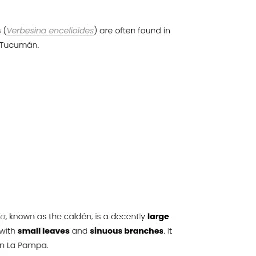 (Verbesina encelioides) are often found in
Tucumán.
, known as the caldén, is a decently large
with small leaves and sinuous branches. It
n La Pampa.